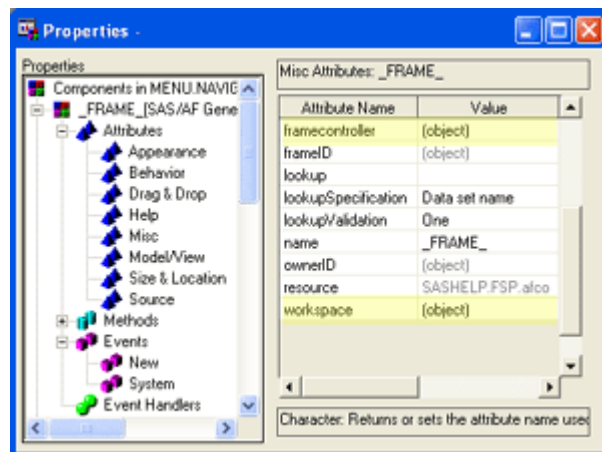 Properties -
Properties
Components in MENU.NAVIG
_FRAME_[SAS/AF Gene
Attributes
Appearance
Behavior
Drag & Drop
Help
Misc
Model/View
Size & Location
Source
Methods
Events
New
System
Event Handlers
Misc Attributes: _FRAME_
Attribute Name Value
framecontroller (object)
frameID (object)
lookup
lookupSpecification Data set name
lookupValidation One
name _FRAME_
ownerID (object)
resource SASHELP.FSP.afco
workspace (object)
Character: Returns or sets the attribute name used